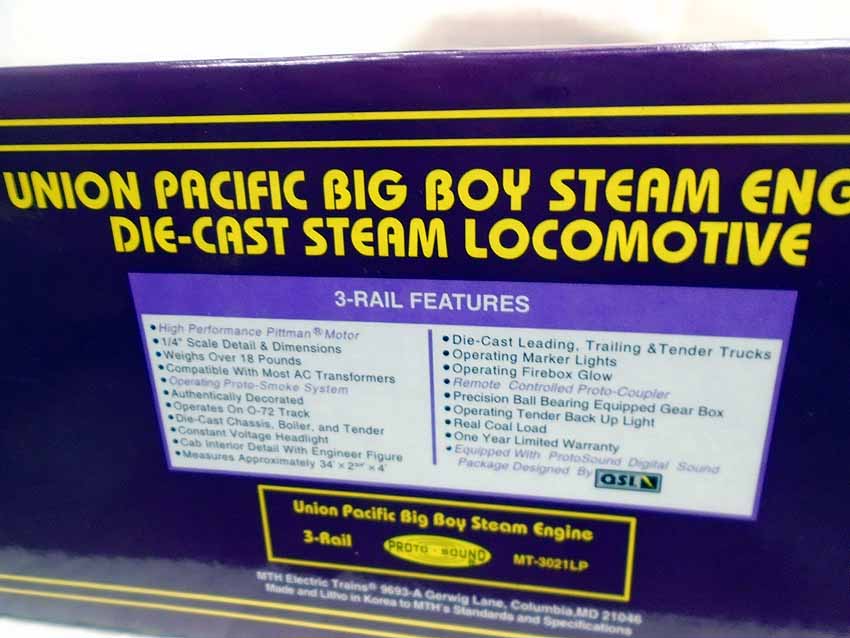 UNION PACIFIC BIG BOY STEAM ENG
DIE-CAST STEAM LOCOMOTIVE
3-RAIL FEATURES
• High Performance Pittman® Motor
• 1/4" Scale Detail & Dimensions
• Weighs Over 18 Pounds
• Compatible With Most AC Transformers
• Operating Proto-Smoke System
• Authentically Decorated
• Operates On O-72 Track
• Die-Cast Chassis, Boiler, and Tender
• Constant Voltage Headlight
• Cab Interior Detail With Engineer Figure
• Measures Approximately 34" x x 4"
• Die-Cast Leading, Trailing & Tender Trucks
• Operating Marker Lights
• Operating Firebox Glow
• Remote Controlled Proto-Coupler
• Precision Ball Bearing Equipped Gear Box
• Operating Tender Back Up Light
• Real Coal Load
• One Year Limited Warranty
• Equipped With ProtoSound Digital Sound
Package Designed By QSI
Union Pacific Big Boy Steam Engine
3-Rail PROTO-SOUND MT-3021LP
MTH Electric Trains® 9693-A Gerwig Lane, Columbia, MD 21046
Made and Litho in Korea to MTH's Standards and Specifications